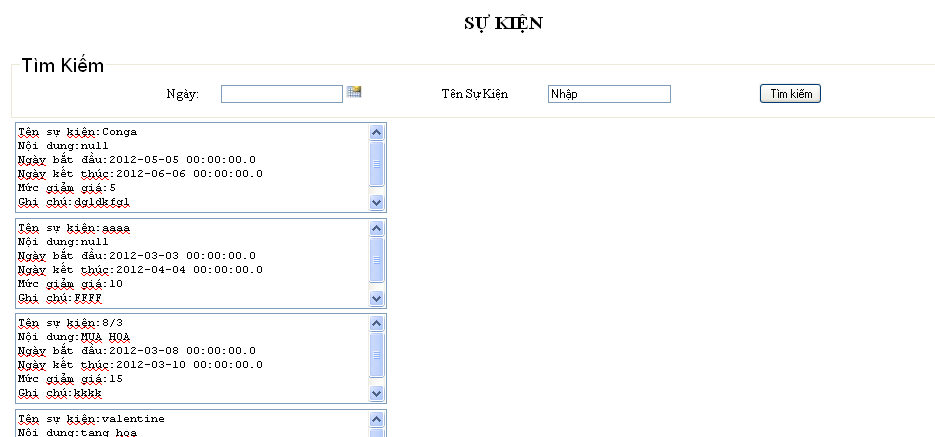 SỰ KIỆN
Tìm Kiếm
Ngày: Tên Sự Kiện Nhập Tìm kiếm
Tên sự kiện:Conga
Nội dung:null
Ngày bắt đầu:2012-05-05 00:00:00.0
Ngày kết thúc:2012-06-06 00:00:00.0
Mức giảm giá:5
Ghi chú:dgldkfgl
Tên sự kiện:aaaa
Nội dung:null
Ngày bắt đầu:2012-03-03 00:00:00.0
Ngày kết thúc:2012-04-04 00:00:00.0
Mức giảm giá:10
Ghi chú:FFFF
Tên sự kiện:8/3
Nội dung:MUA HOA
Ngày bắt đầu:2012-03-08 00:00:00.0
Ngày kết thúc:2012-03-10 00:00:00.0
Mức giảm giá:15
Ghi chú:kkkk
Tên sự kiện:valentine
Nội dung:tang hoa